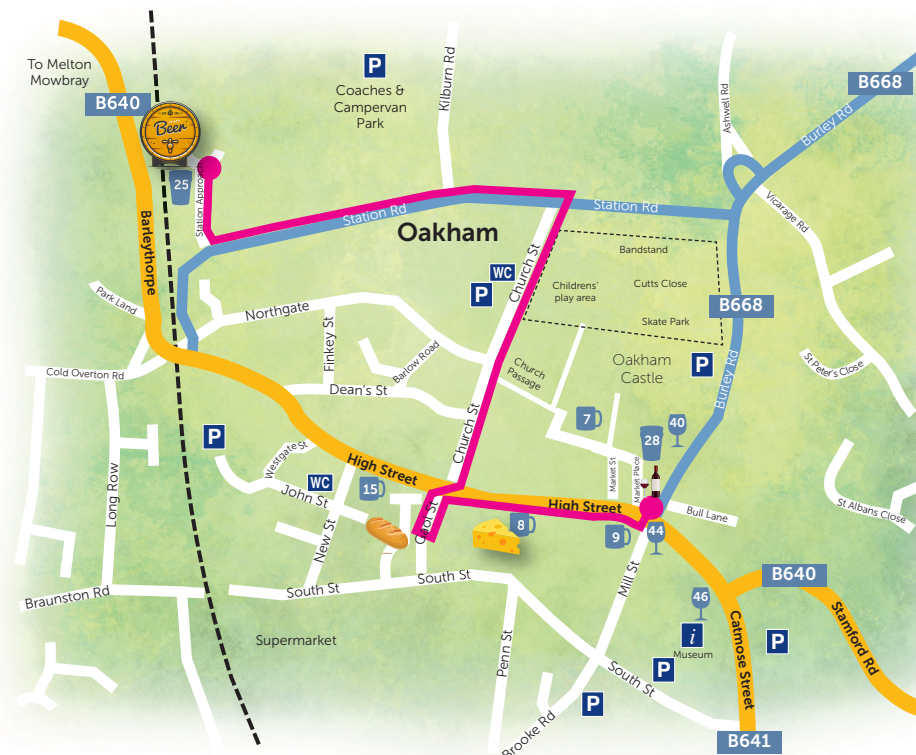 To Melton
Mowbray
B640
P
Coaches &
Campervan
Park
Kilburn Rd
Ashwell Rd
B668
Burley Rd
Beer
25
Station Approach
Station Rd
Station Rd
Vicarage Rd
Oakham
Barleythorpe
Church St
WC
P
Bandstand
Childrens'
play area
Cutts Close
Skate Park
B668
Park Land
Northgate
Finkey St
Barlow Road
Church
Passage
Oakham
Castle
P
Burley Rd
St Peter's Close
Cold Overton Rd
Dean's St
Church St
7
40
28
P
Westgate St
High Street
Long Row
WC
15
John St
New St
Gaol St
8
High Street
Market St
Market Place
9
44
Bull Lane
St Albans Close
Mill St
South St
South St
Braunston Rd
B640
Stamford Rd
46
i
Museum
P
Catmose Street
Supermarket
Penn St
P
South St
P
Brooke Rd
B641